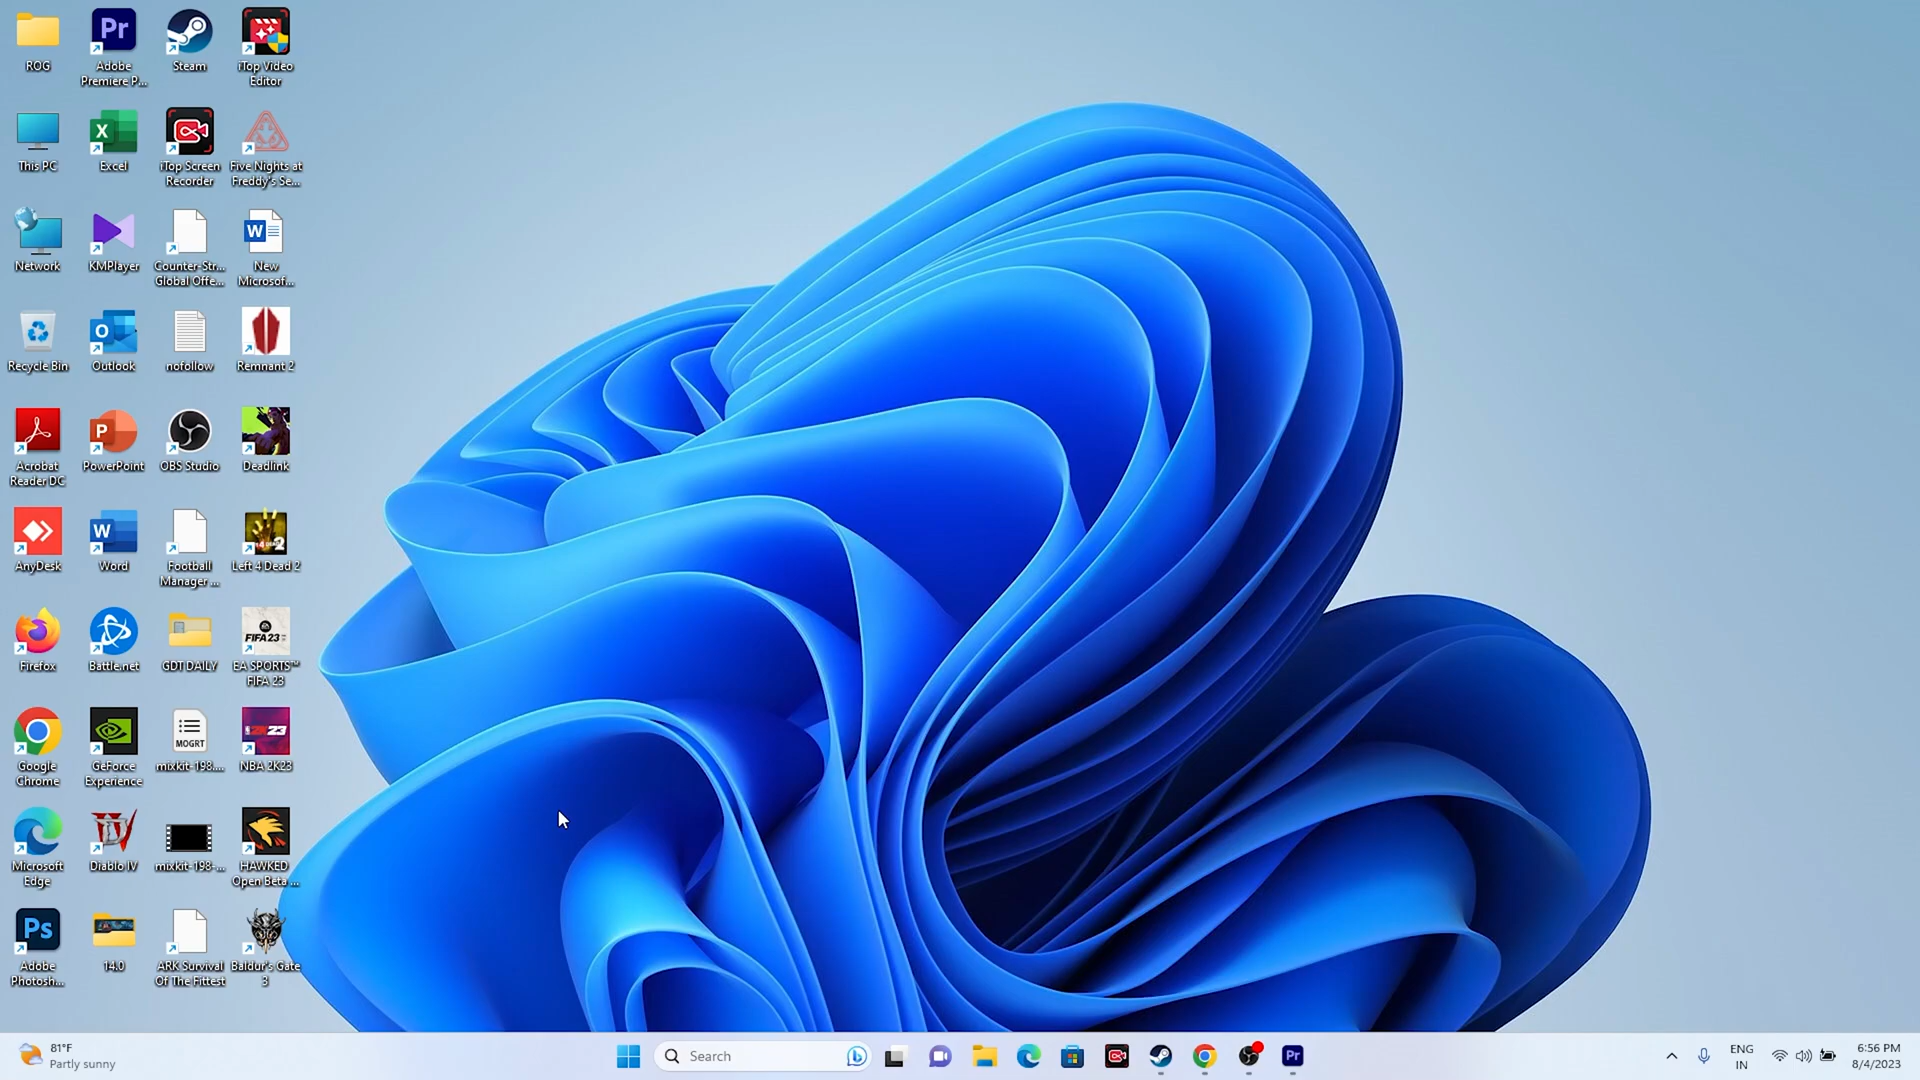 ROG
Adobe
Premiere P...
Steam
iTop Video
Editor
This PC
Excel
iTop Screen
Recorder
Five Nights at
Freddy's Se...
Network
KMPlayer
Counter-Str...
Global Offe...
New
Microsof...
Recycle Bin
Outlook
nofollow
Remnant 2
Acrobat
Reader DC
PowerPoint
OBS Studio
Deadlink
AnyDesk
Word
Football
Manager ...
Left 4 Dead 2
Firefox
Battle.net
GDT DAILY
FIFA 23
EA SPORTS™
FIFA 23
Google
Chrome
GeForce
Experience
MOGRT
mixkit-198....
2K23
NBA 2K23
Microsoft
Edge
Diablo IV
mixkit-198-...
HAWKED
Open Beta ...
Adobe
Photosh...
14.0
ARK Survival
Of The Fittest
Baldur's Gate
3
81°F
Partly sunny
Search
Pr
ENG
IN
6:56 PM
8/4/2023